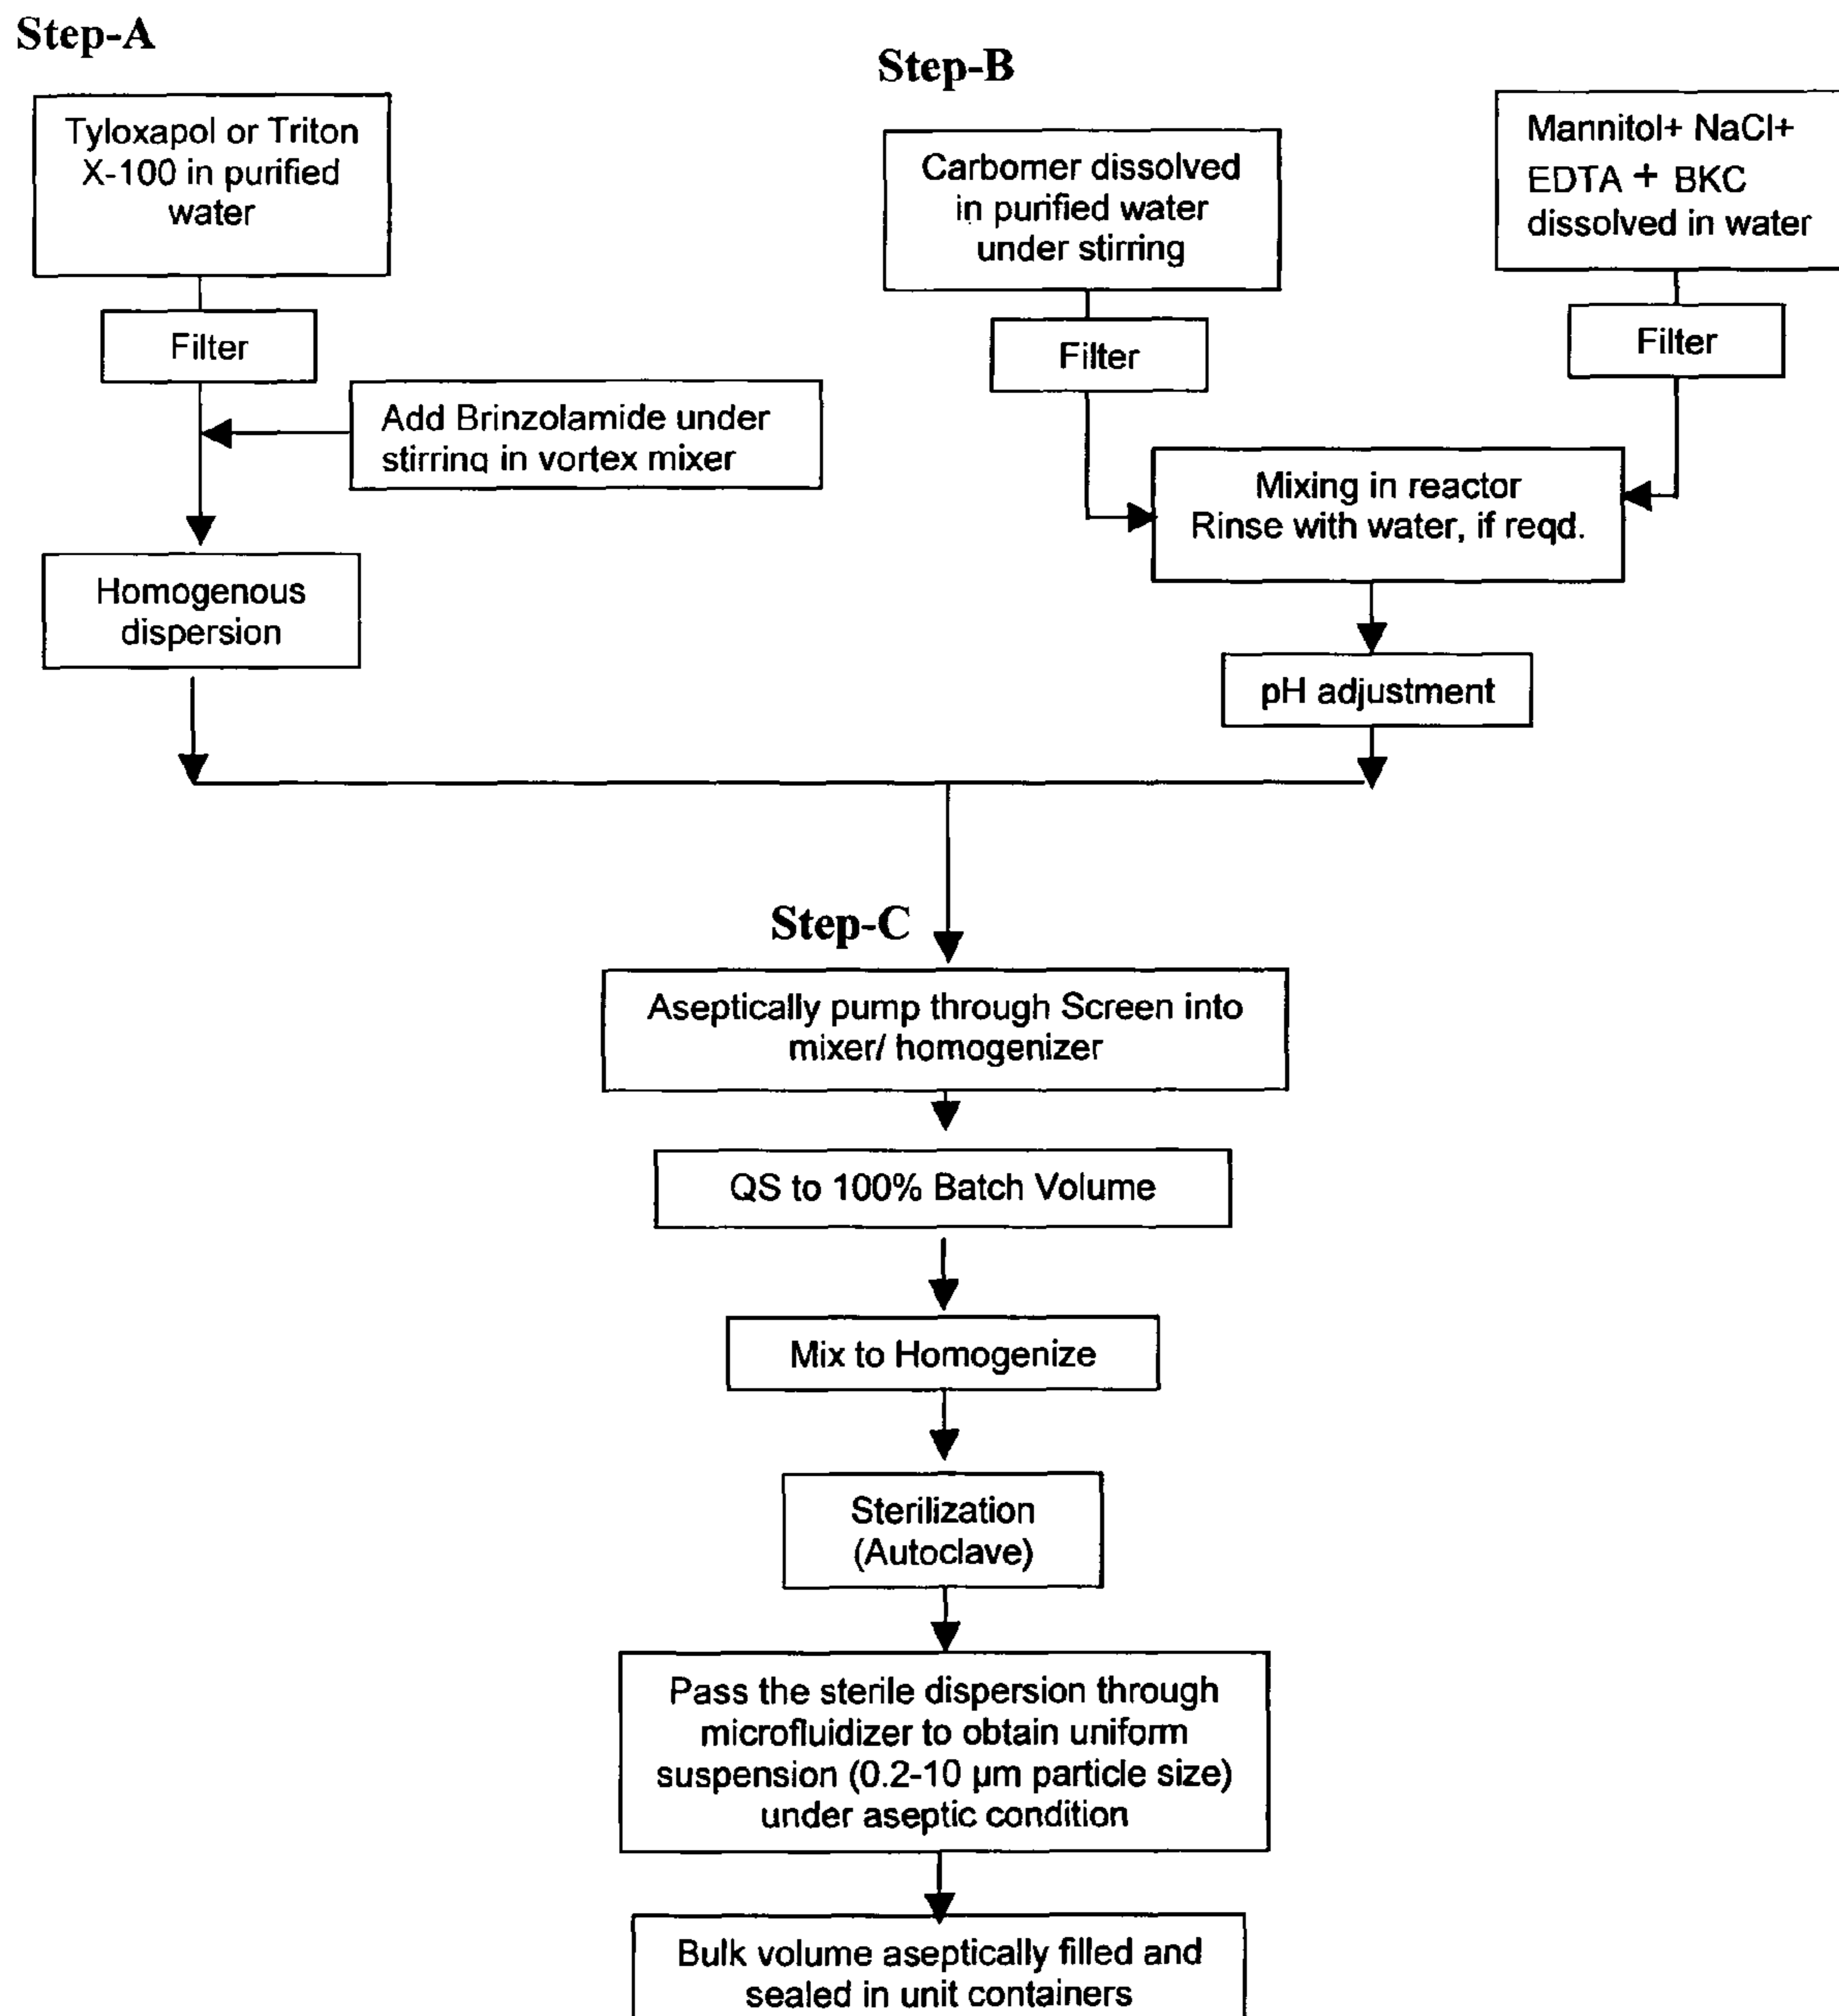 Step-A
Tyloxapol or Triton
X-100 in purified
water
Filter
Add Brinzolamide under
stirring in vortex mixer
Homogenous
dispersion
Step-B
Carbomer dissolved
in purified water
under stirring
Filter
Mannitol+ NaCl+
EDTA + BKC
dissolved in water
Filter
Mixing in reactor
Rinse with water, if reqd.
pH adjustment
Step-C
Aseptically pump through Screen into
mixer/ homogenizer
QS to 100% Batch Volume
Mix to Homogenize
Sterilization
(Autoclave)
Pass the sterile dispersion through
microfluidizer to obtain uniform
suspension (0.2-10 µm particle size)
under aseptic condition
Bulk volume aseptically filled and
sealed in unit containers